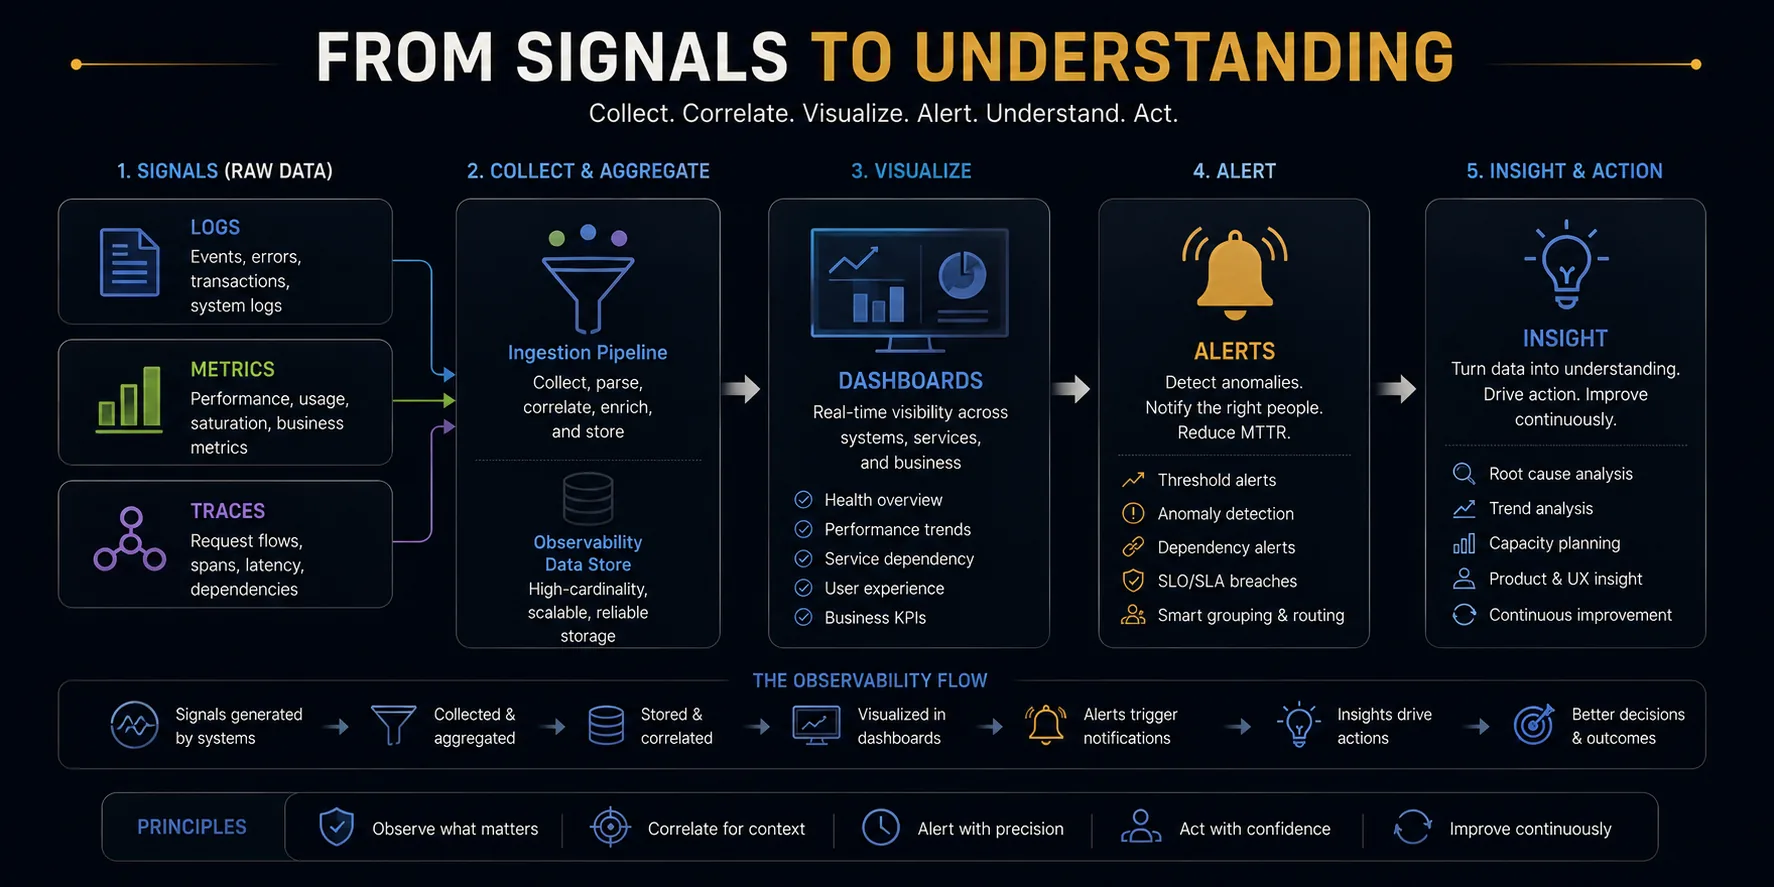 FROM SIGNALS TO UNDERSTANDING
Collect. Correlate. Visualize. Alert. Understand. Act.
1. SIGNALS (RAW DATA)
LOGS
Events, errors,
transactions,
system logs
METRICS
Performance, usage,
saturation, business
metrics
TRACES
Request flows,
spans, latency,
dependencies
2. COLLECT & AGGREGATE
Ingestion Pipeline
Collect, parse,
correlate, enrich,
and store
Observability
Data Store
High-cardinality,
scalable, reliable
storage
3. VISUALIZE
DASHBOARDS
Real-time visibility across
systems, services,
and business
Health overview
Performance trends
Service dependency
User experience
Business KPIs
4. ALERT
ALERTS
Detect anomalies.
Notify the right people.
Reduce MTTR.
Threshold alerts
Anomaly detection
Dependency alerts
SLO/SLA breaches
Smart grouping & routing
5. INSIGHT & ACTION
INSIGHT
Turn data into understanding.
Drive action. Improve
continuously.
Root cause analysis
Trend analysis
Capacity planning
Product & UX insight
Continuous improvement
THE OBSERVABILITY FLOW
Signals generated
by systems
Collected &
aggregated
Stored &
correlated
Visualized in
dashboards
Alerts trigger
notifications
Insights drive
actions
Better decisions
& outcomes
PRINCIPLES
Observe what matters
Correlate for context
Alert with precision
Act with confidence
Improve continuously